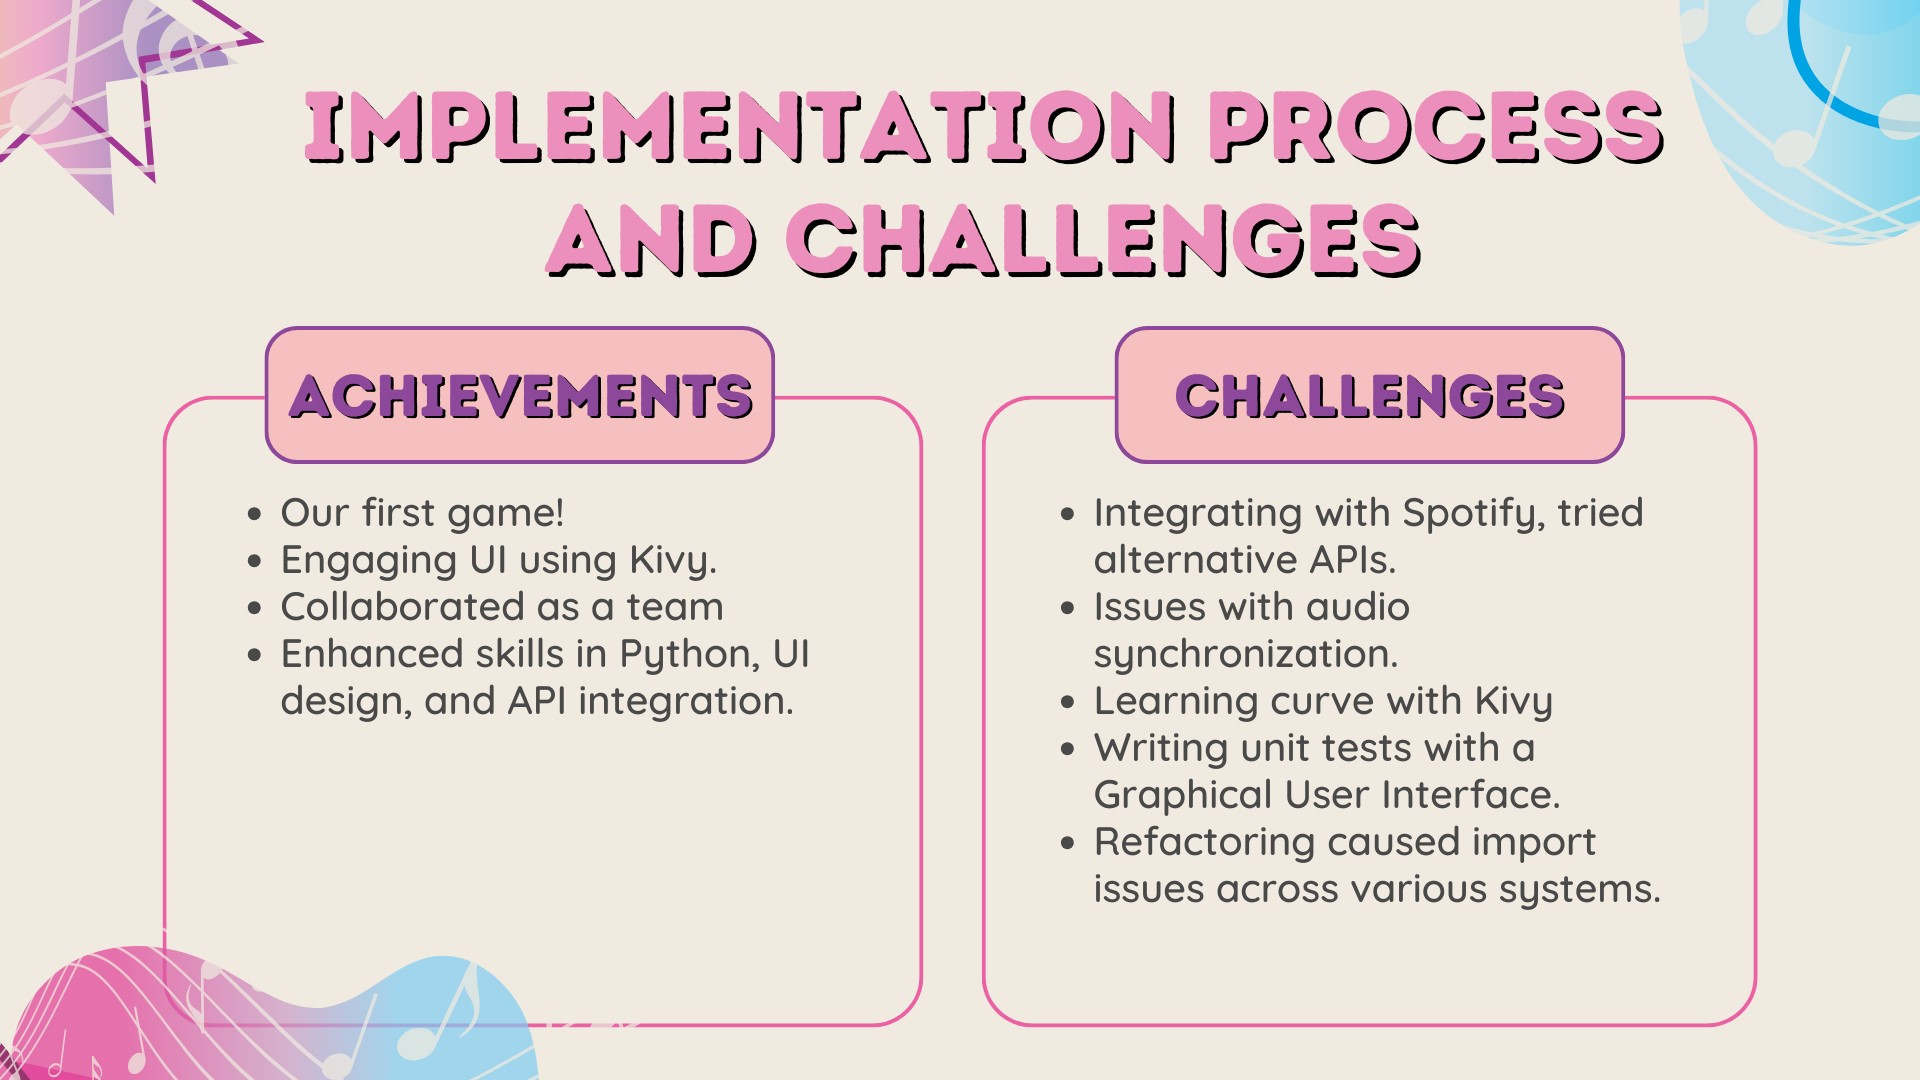 IMPLEMENTATION PROCESS
AND CHALLENGES
ACHIEVEMENTS
• Our first game!
• Engaging UI using Kivy.
• Collaborated as a team
• Enhanced skills in Python, UI
design, and API integration.
CHALLENGES
• Integrating with Spotify, tried
alternative APIs.
• Issues with audio
synchronization.
• Learning curve with Kivy
• Writing unit tests with a
Graphical User Interface.
• Refactoring caused import
issues across various systems.